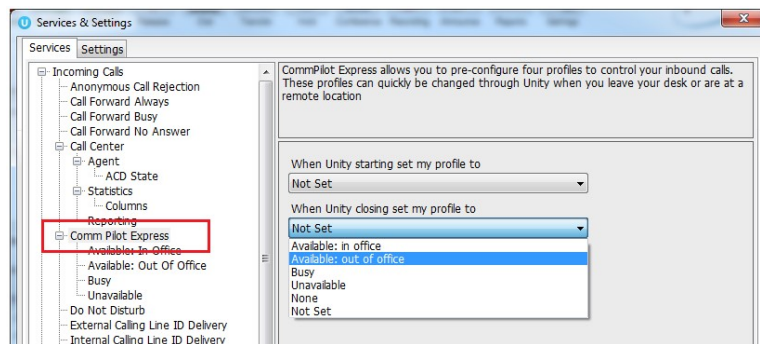 Services & Settings
Services Settings
Incoming Calls
Anonymous Call Rejection
Call Forward Always
Call Forward Busy
Call Forward No Answer
Call Center
Agent
ACD State
Statistics
Columns
Reporting
Comm Pilot Express
Available: In Office
Available: Out Of Office
Busy
Unavailable
Do Not Disturb
External Calling Line ID Delivery
Internal Calling Line ID Delivery
CommPilot Express allows you to pre-configure four profiles to control your inbound calls.
These profiles can quickly be changed through Unity when you leave your desk or are at a
remote location
When Unity starting set my profile to
Not Set
When Unity closing set my profile to
Not Set
Available: in office
Available: out of office
Busy
Unavailable
None
Not Set